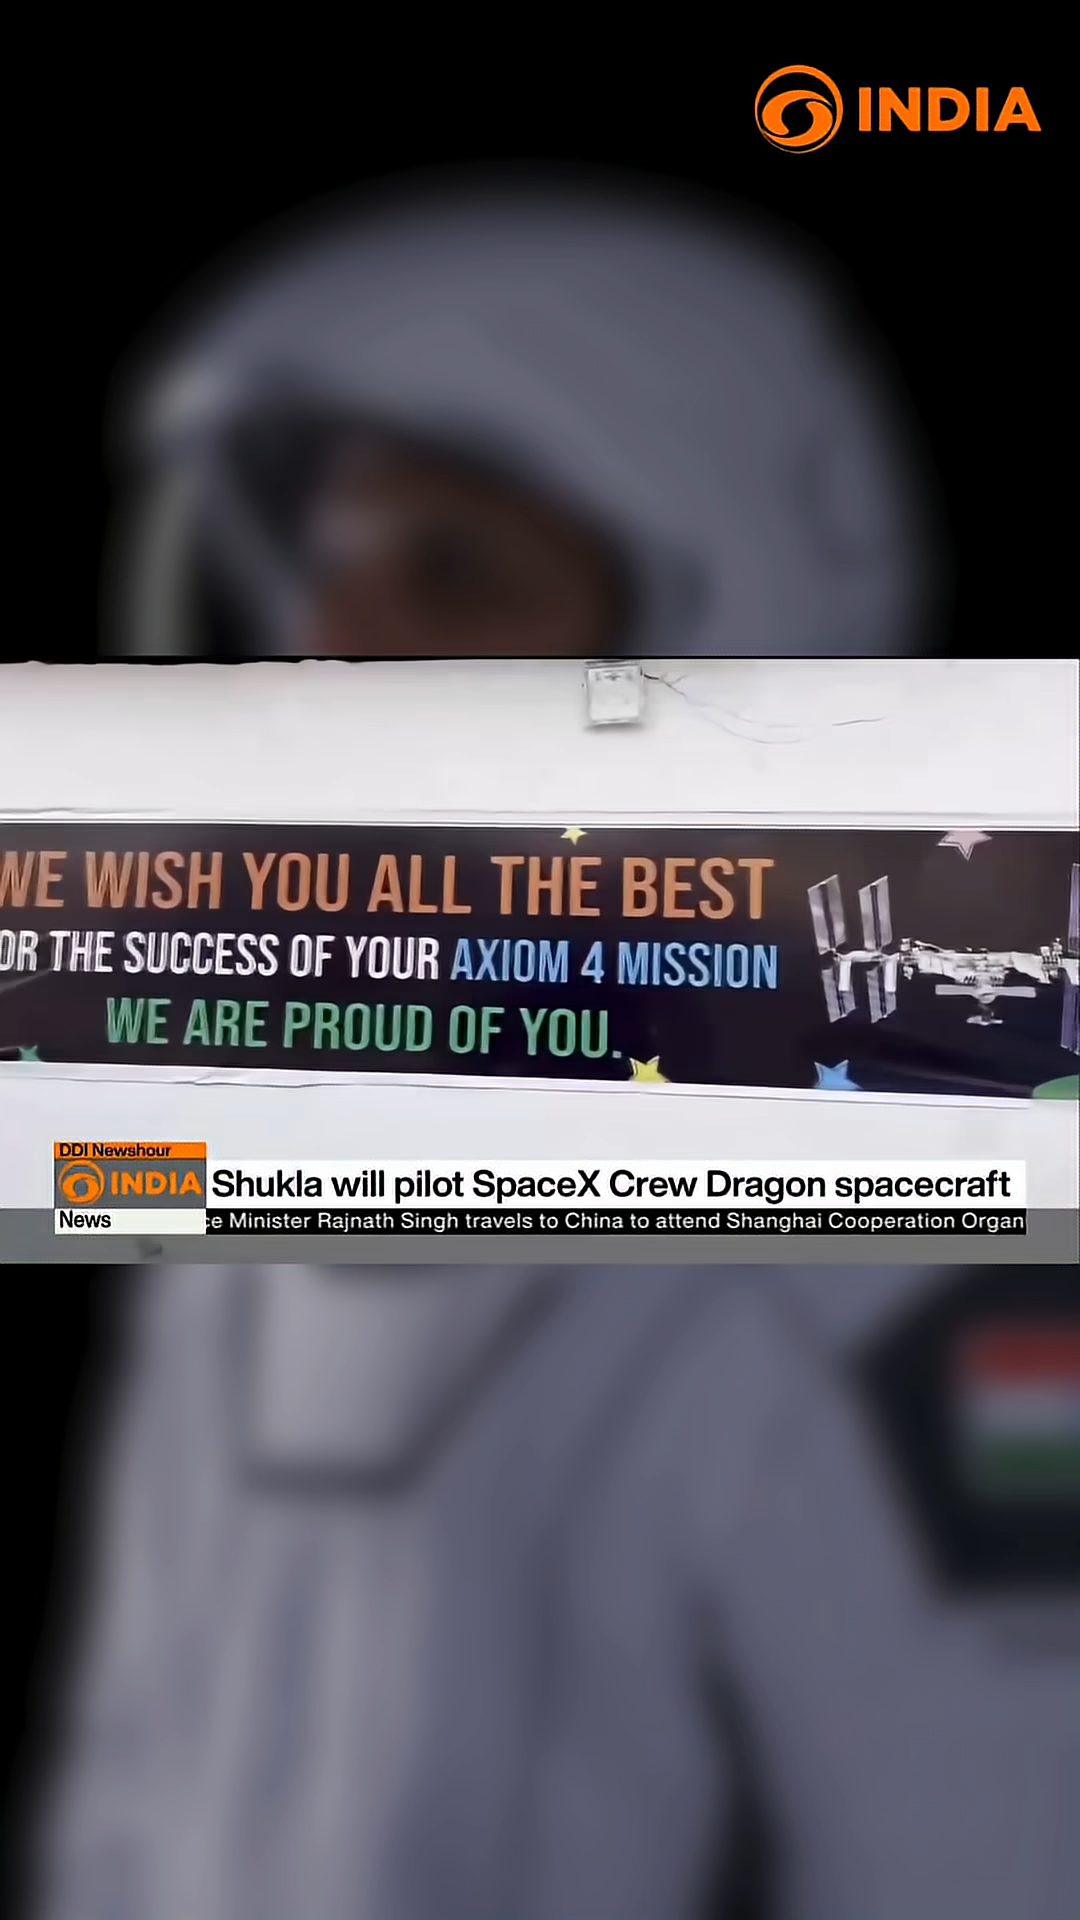 INDIA
WE WISH YOU ALL THE BEST
OR THE SUCCESS OF YOUR AXIOM 4 MISSION
WE ARE PROUD OF YOU.
DDI Newshour
INDIA
Shukla will pilot SpaceX Crew Dragon spacecraft
News
ce Minister Rajnath Singh travels to China to attend Shanghai Cooperation Organ